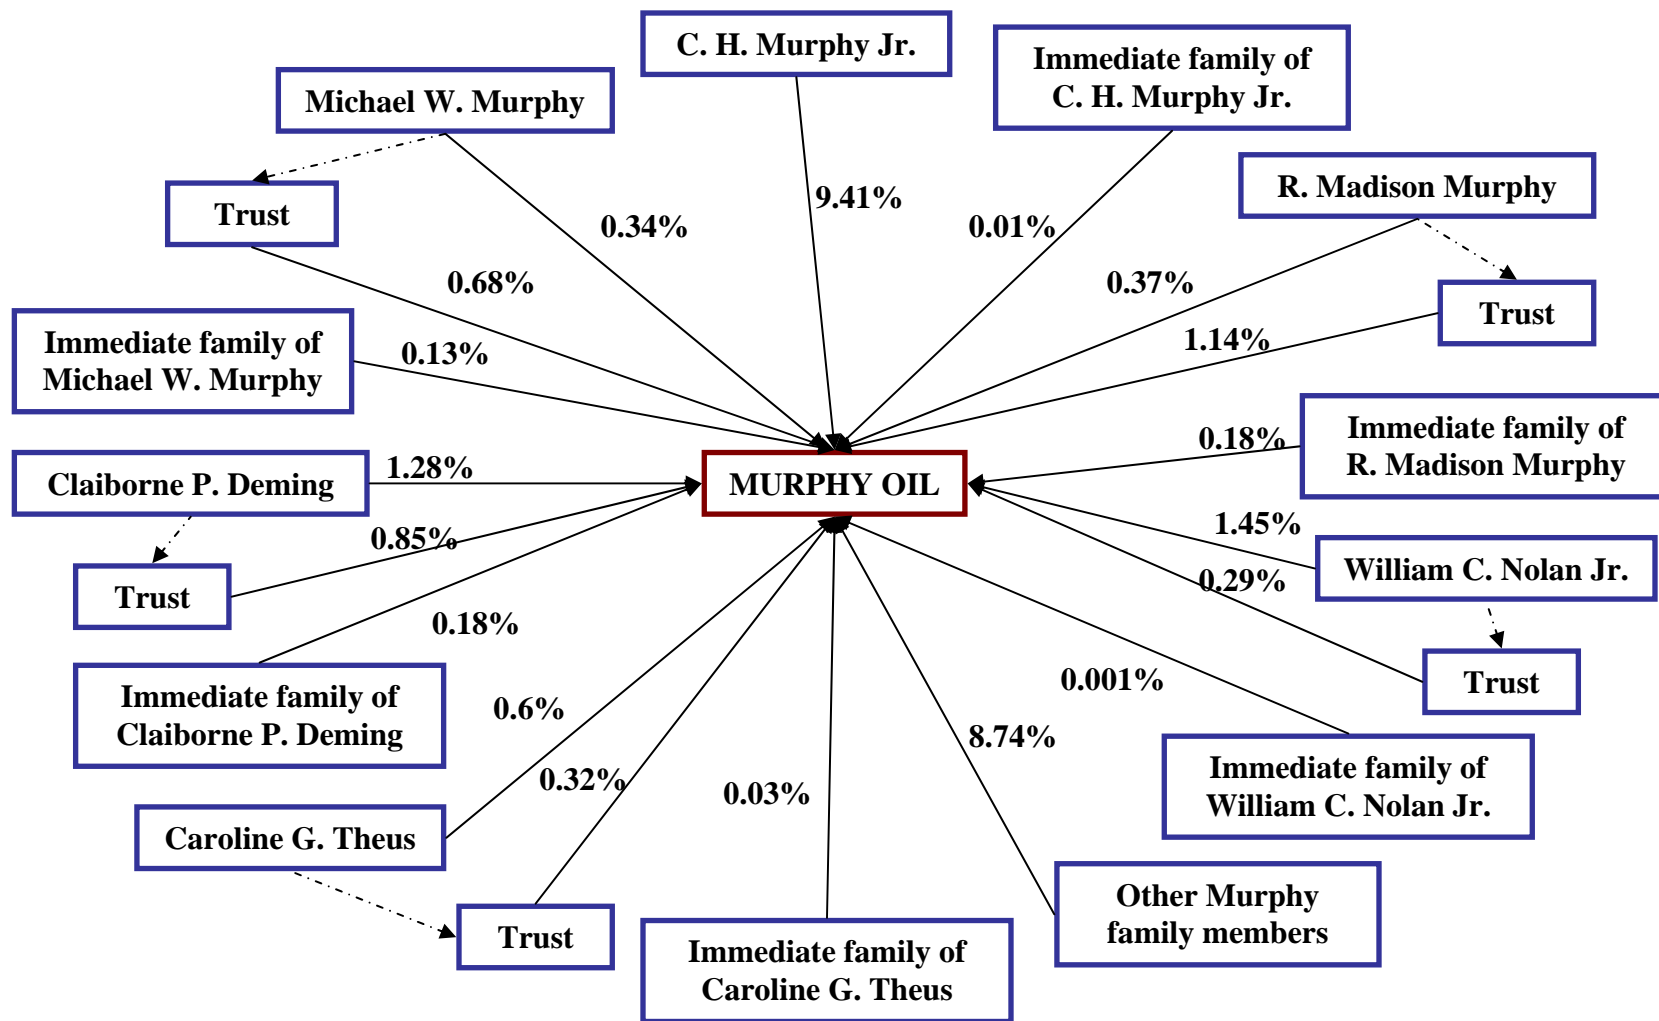 C. H. Murphy Jr.
Immediate family of
C. H. Murphy Jr.
Michael W. Murphy
R. Madison Murphy
Trust
9.41%
0.34%
0.01%
0.68%
0.37%
Trust
Immediate family of
Michael W. Murphy
0.13%
1.14%
Immediate family of
R. Madison Murphy
0.18%
Claiborne P. Deming
1.28%
MURPHY OIL
1.45%
0.85%
William C. Nolan Jr.
0.29%
Trust
0.18%
Trust
0.001%
Immediate family of
Claiborne P. Deming
0.6%
8.74%
Immediate family of
William C. Nolan Jr.
0.32%
0.03%
Caroline G. Theus
Other Murphy
family members
Trust
Immediate family of
Caroline G. Theus